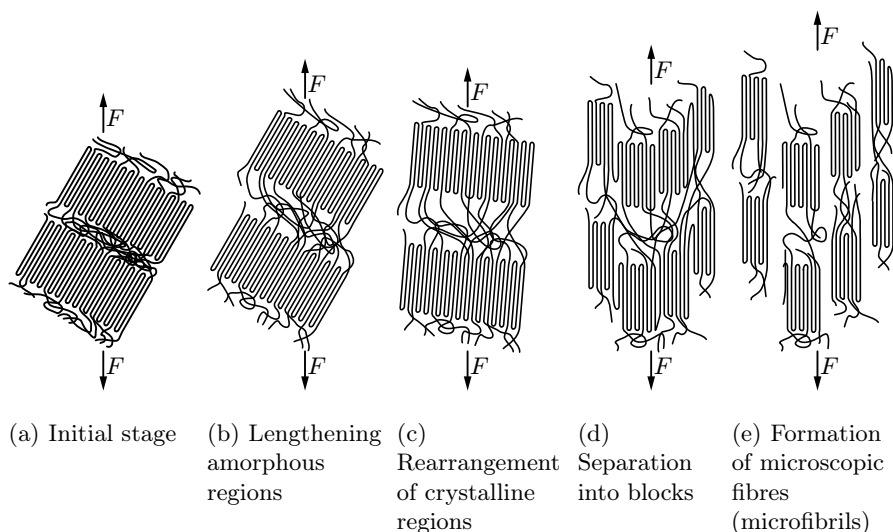 F
F
F
F
F
F
F
F
F
F
(a) Initial stage
(b) Lengthening
amorphous
regions
(c)
Rearrangement
of crystalline
regions
(d)
Separation
into blocks
(e) Formation
of microscopic
fibres
(microfibrils)